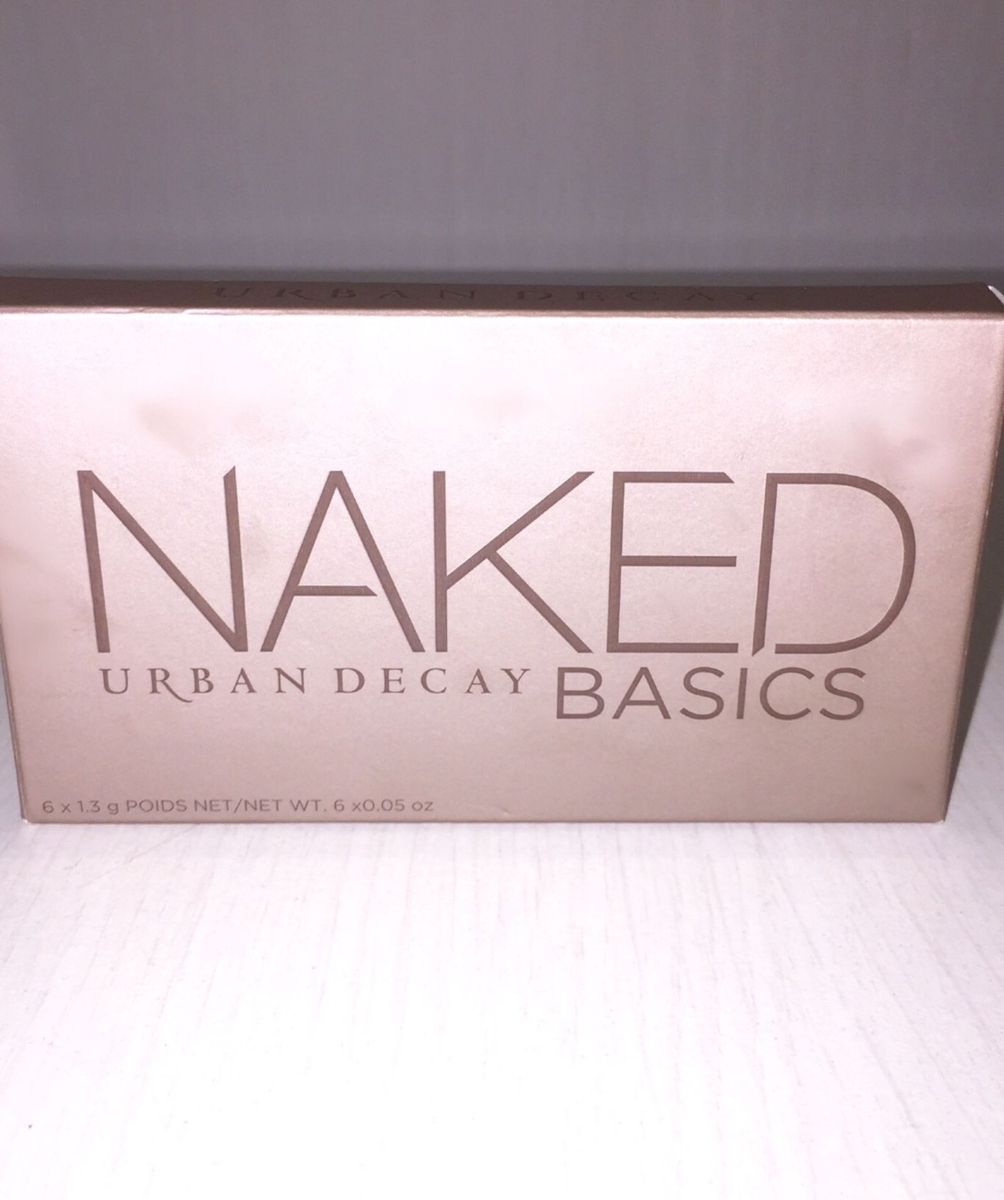 URBAN DECAY
NAKED
URBAN DECAY BASICS
6 x 1.3 g POIDS NET/NET WT. 6 x0.05 oz